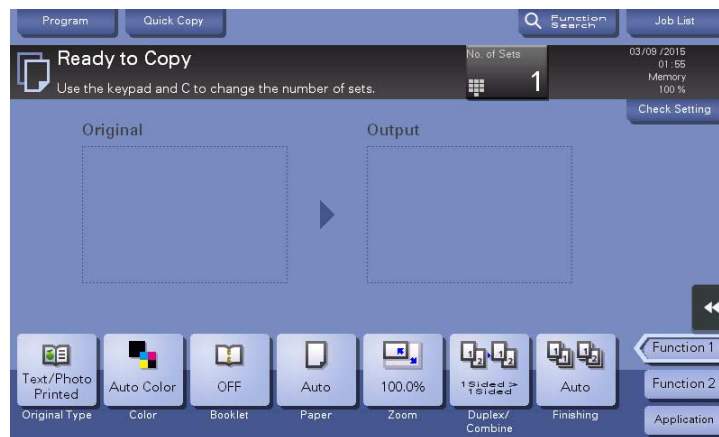 Program
Quick Copy
Function Search
Job List
Ready to Copy
Use the keypad and C to change the number of sets.
No. of Sets
1
03/09 /2015
01:55
Memory
100 %
Check Setting
Original
Output
Text/Photo
Printed
Auto Color
OFF
Auto
100.0%
1Sided >
1Sided
Auto
Original Type
Color
Booklet
Paper
Zoom
Duplex/
Combine
Finishing
Function 1
Function 2
Application